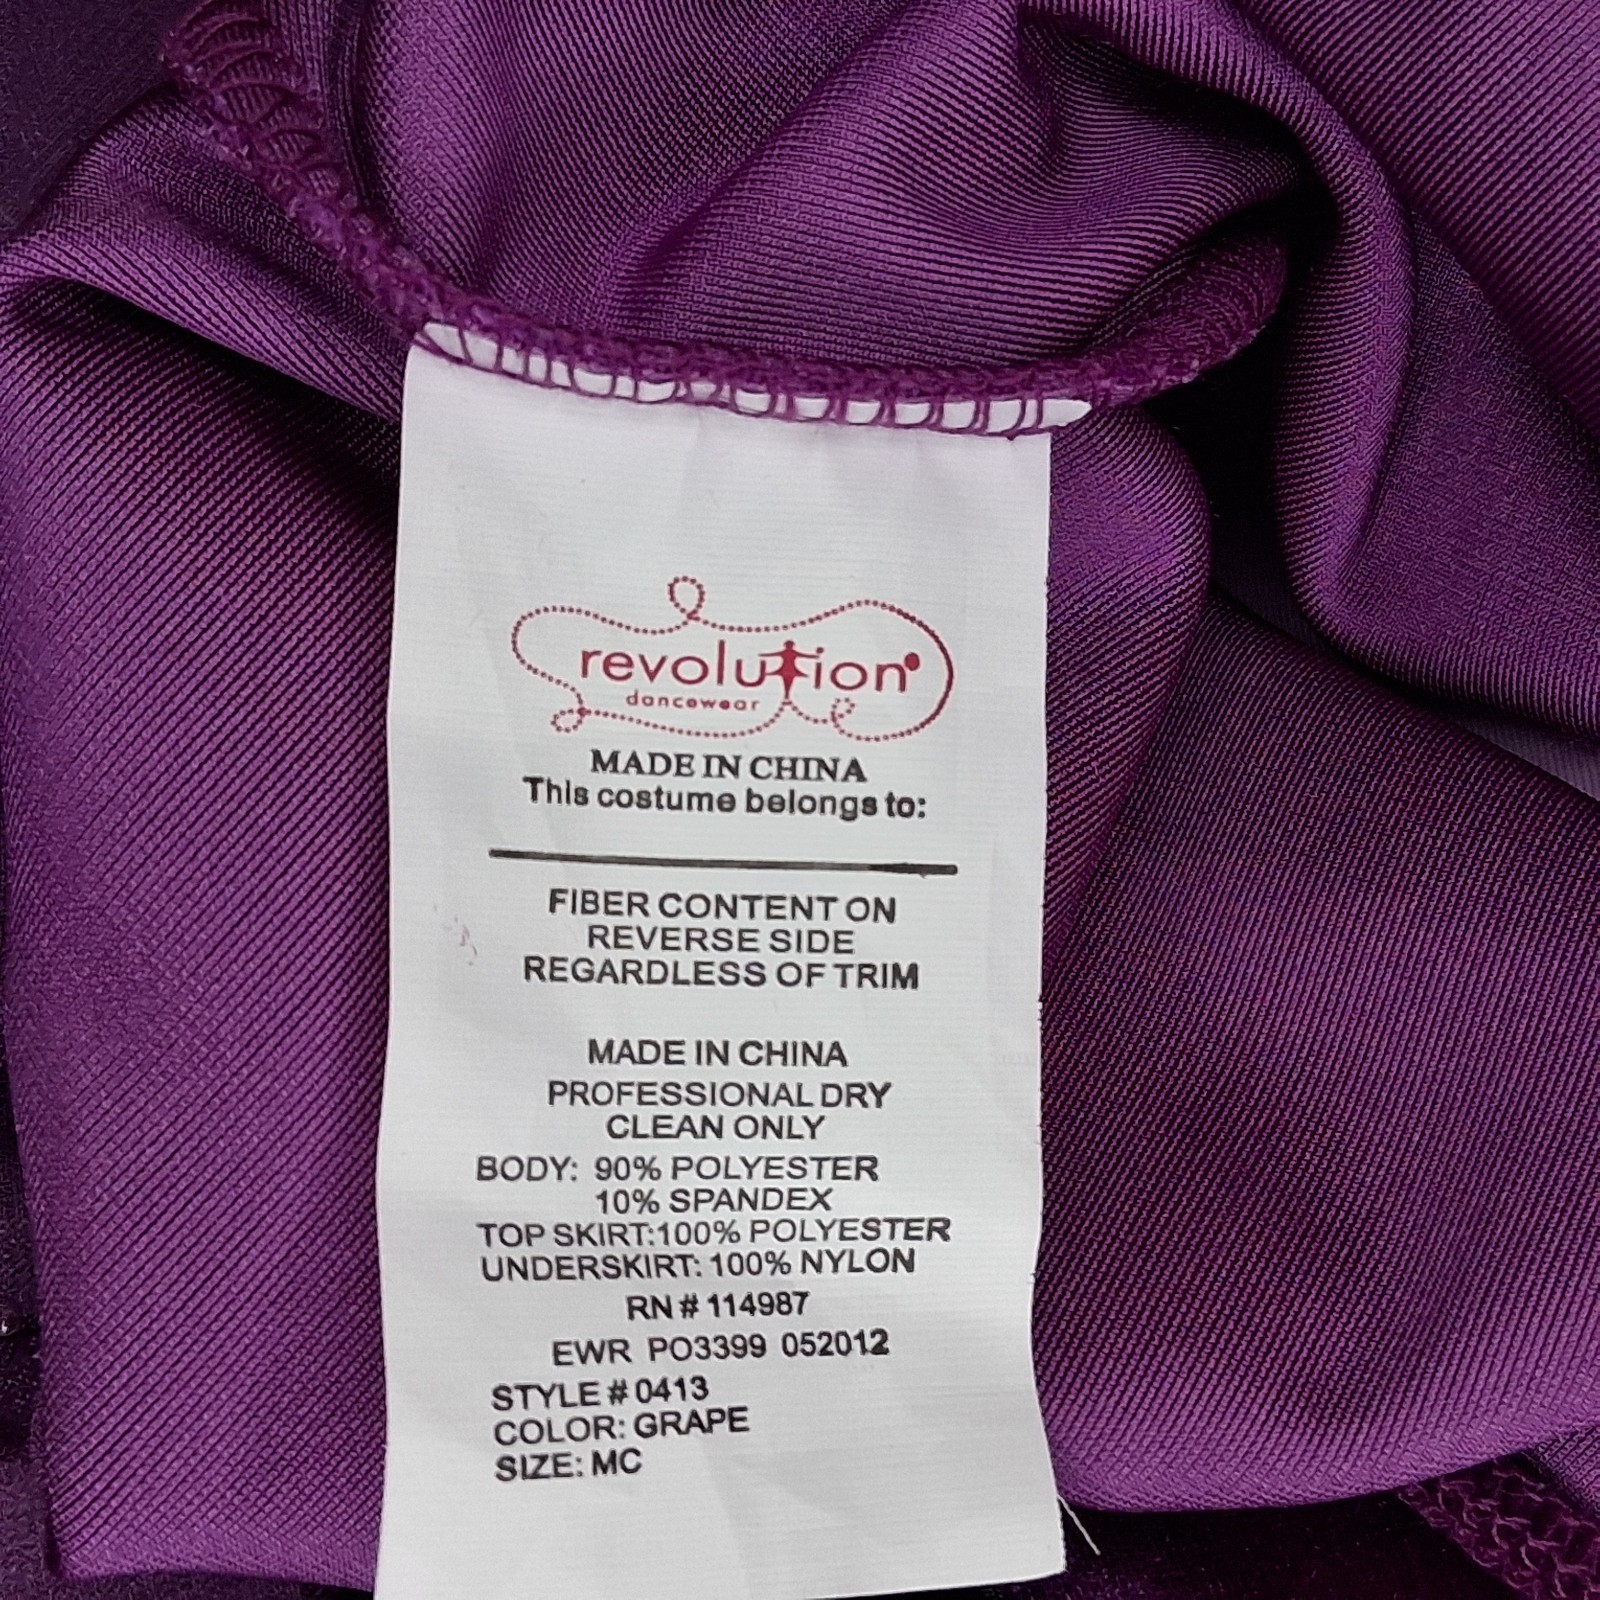 revolution
dancewear
MADE IN CHINA
This costume belongs to:
FIBER CONTENT ON
REVERSE SIDE
REGARDLESS OF TRIM
MADE IN CHINA
PROFESSIONAL DRY
CLEAN ONLY
BODY: 90% POLYESTER
10% SPANDEX
TOP SKIRT:100% POLYESTER
UNDERSKIRT: 100% NYLON
RN # 114987
EWR PO3399 052012
STYLE # 0413
COLOR: GRAPE
SIZE: MC